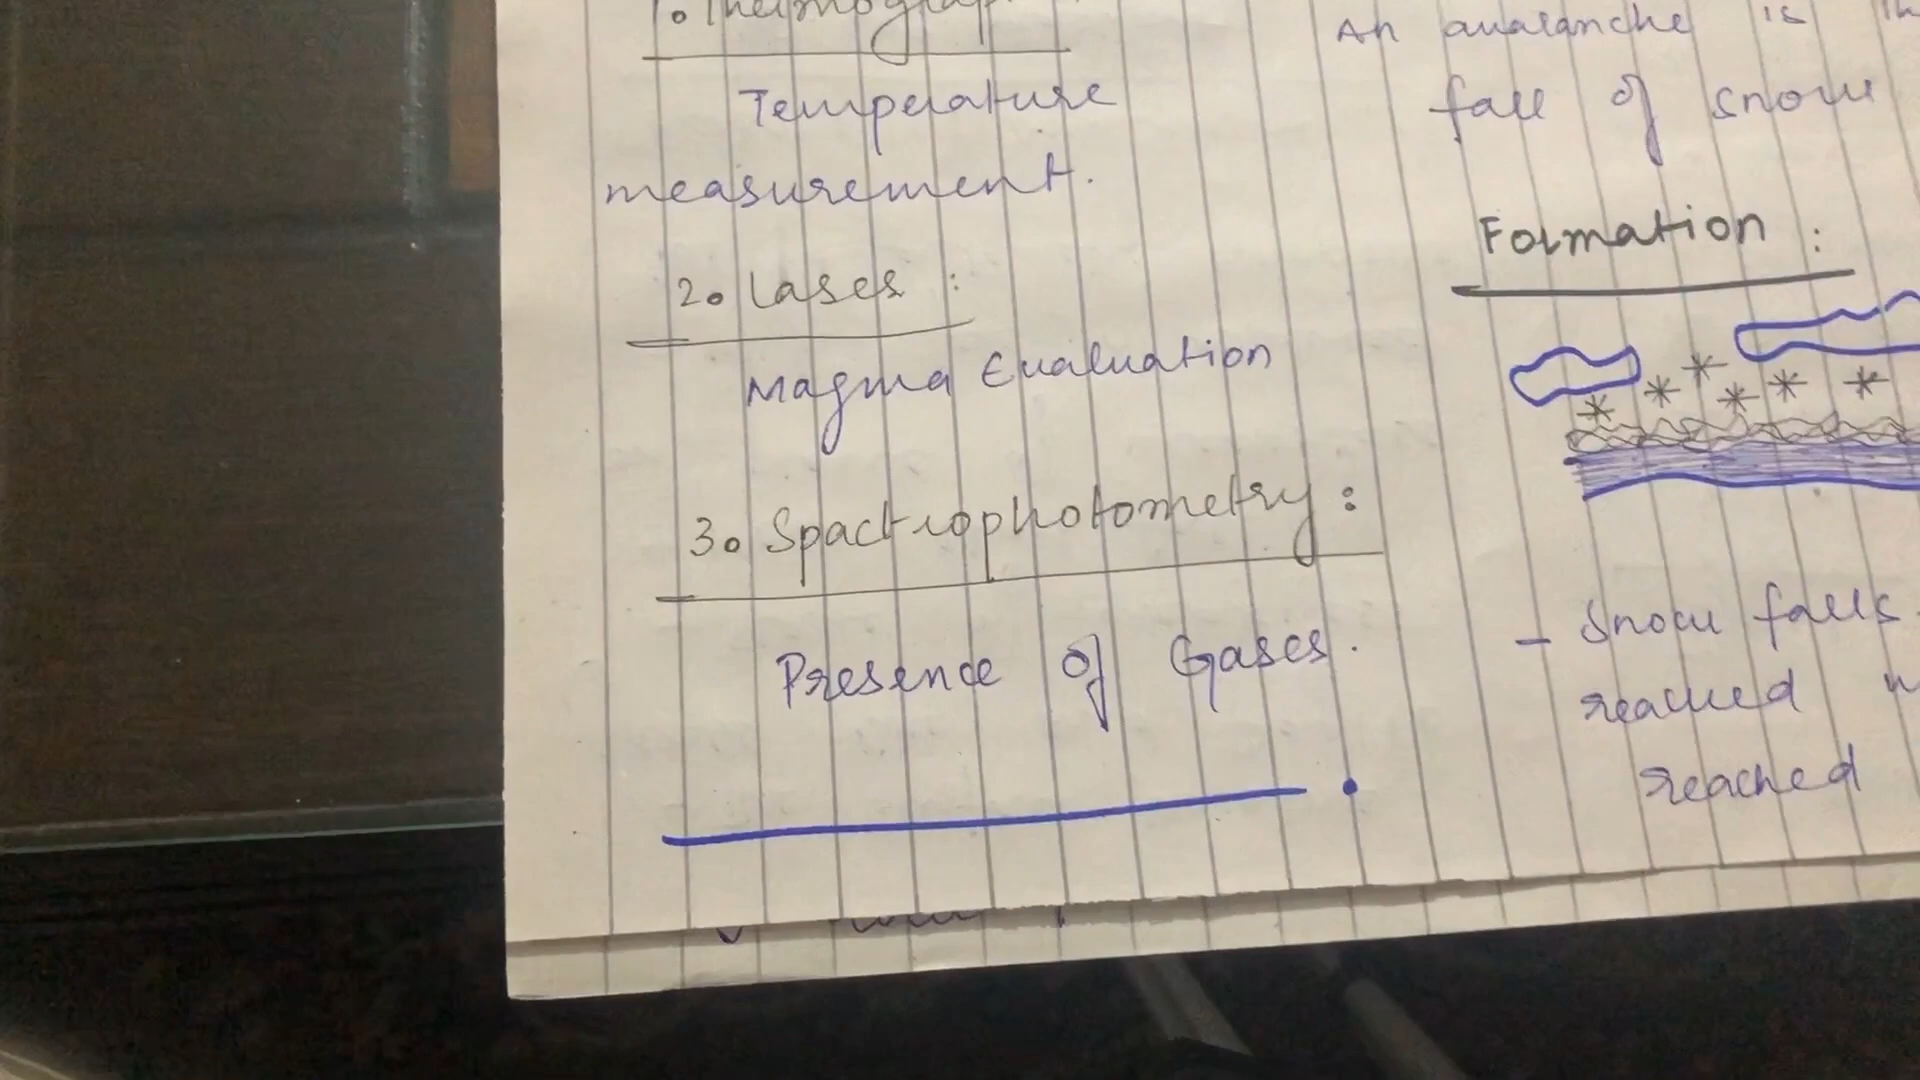 Temperature
measurement.
2. Lases :
Magma Evaluation
3. Spactrophotometry :
Presence of Gases.
An avalanche is
fall of snow
Formation :
- Snow falls
reached
reached